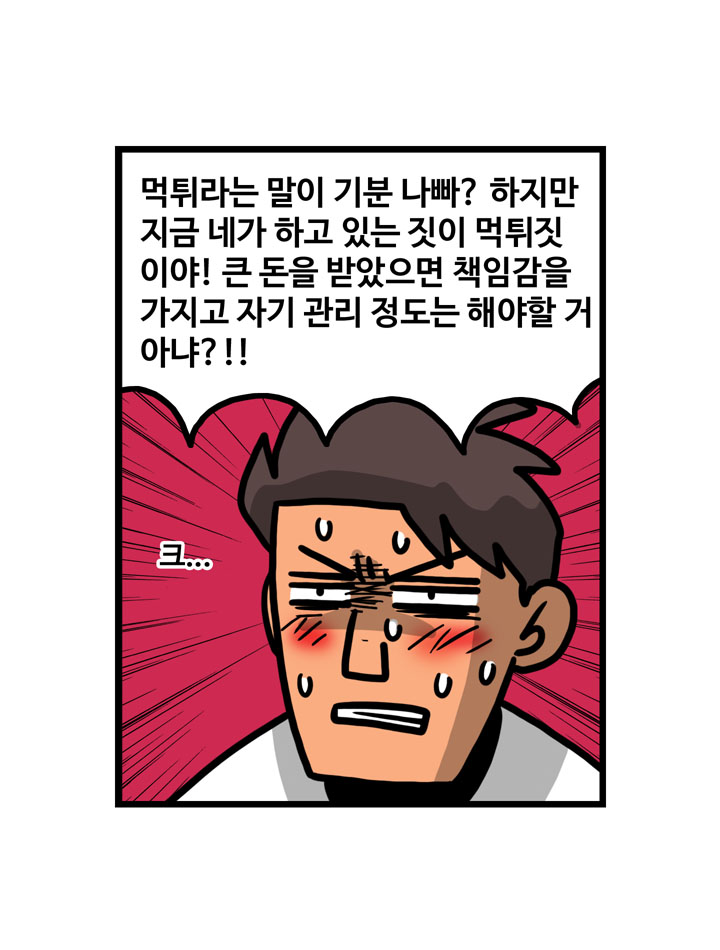 먹튀라는 말이 기분 나빠? 하지만
지금 네가 하고 있는 짓이 먹튀짓
이야! 큰 돈을 받았으면 책임감을
가지고 자기 관리 정도는 해야할 거
아냐?!!
크...